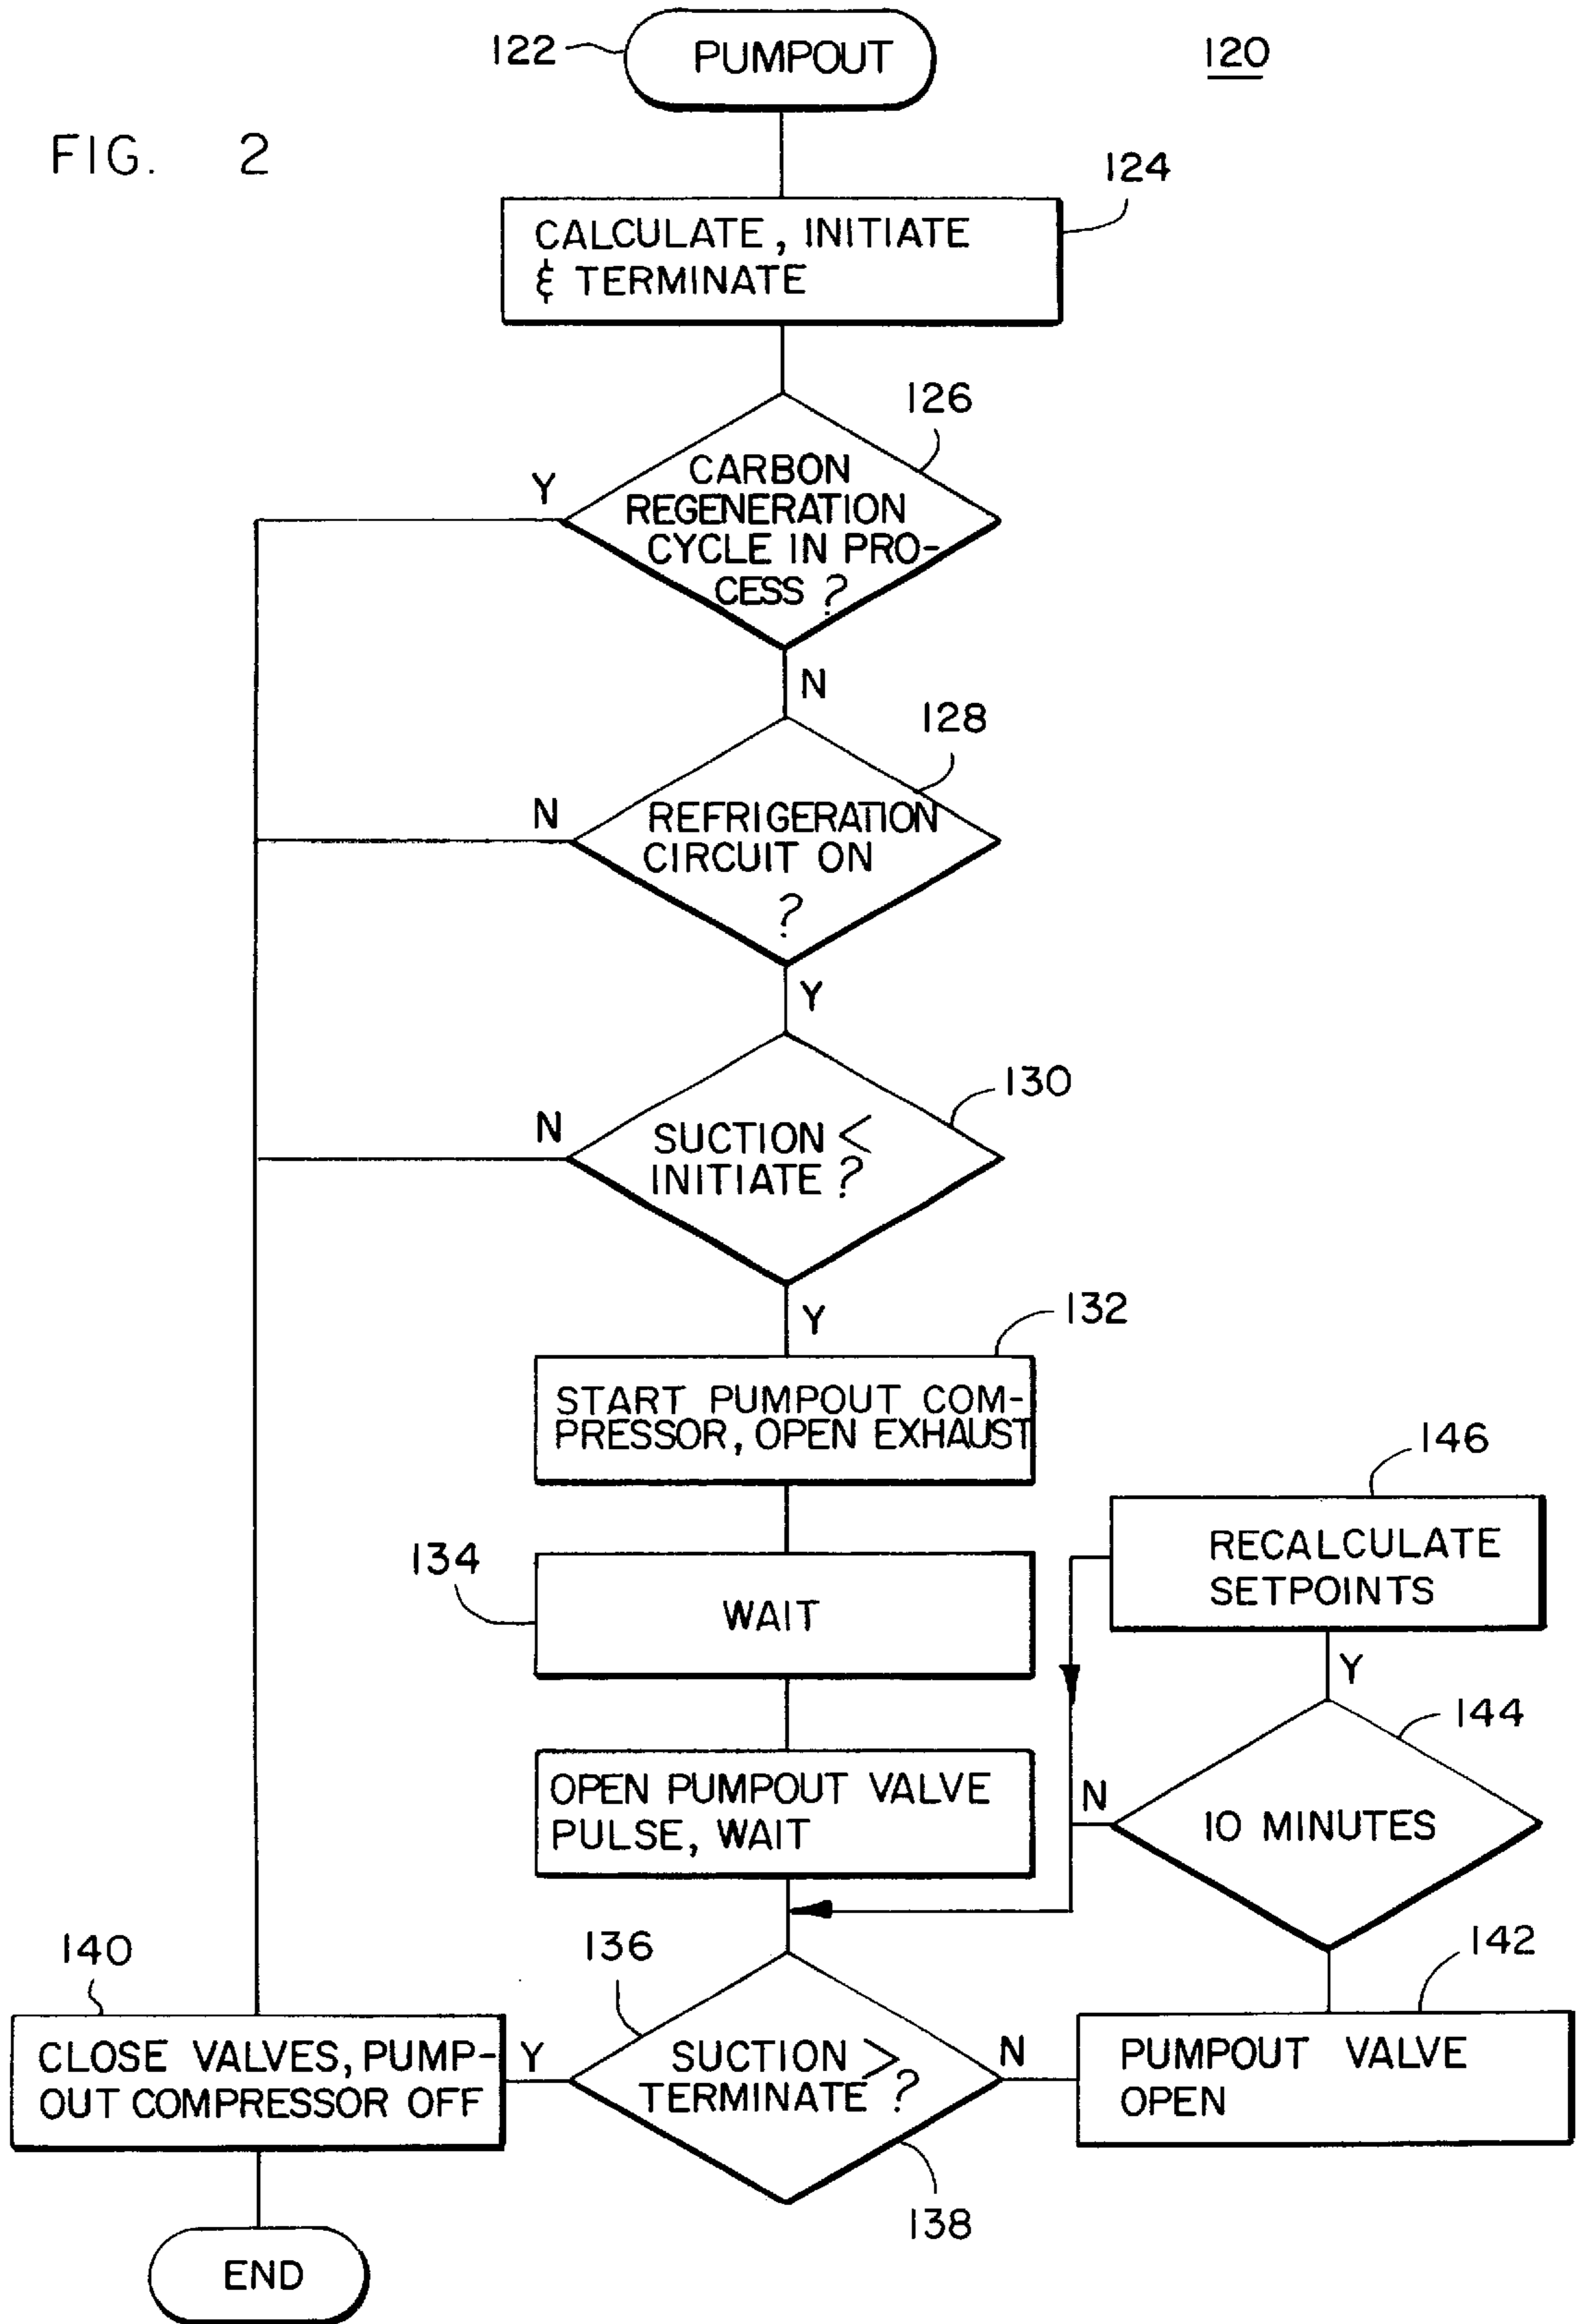 122
PUMPOUT
120
FIG. 2
124
CALCULATE, INITIATE
& TERMINATE
126
Y
CARBON
REGENERATION
CYCLE IN PRO-
CESS ?
N
128
N
REFRIGERATION
CIRCUIT ON
?
Y
130
N
SUCTION <
INITIATE ?
Y
132
START PUMPOUT COM-
PRESSOR, OPEN EXHAUST
146
RECALCULATE
SETPOINTS
134
WAIT
Y
144
OPEN PUMPOUT VALVE
PULSE, WAIT
N
10 MINUTES
140
136
142
CLOSE VALVES, PUMP-
OUT COMPRESSOR OFF
Y
SUCTION >
TERMINATE ?
N
PUMPOUT VALVE
OPEN
138
END